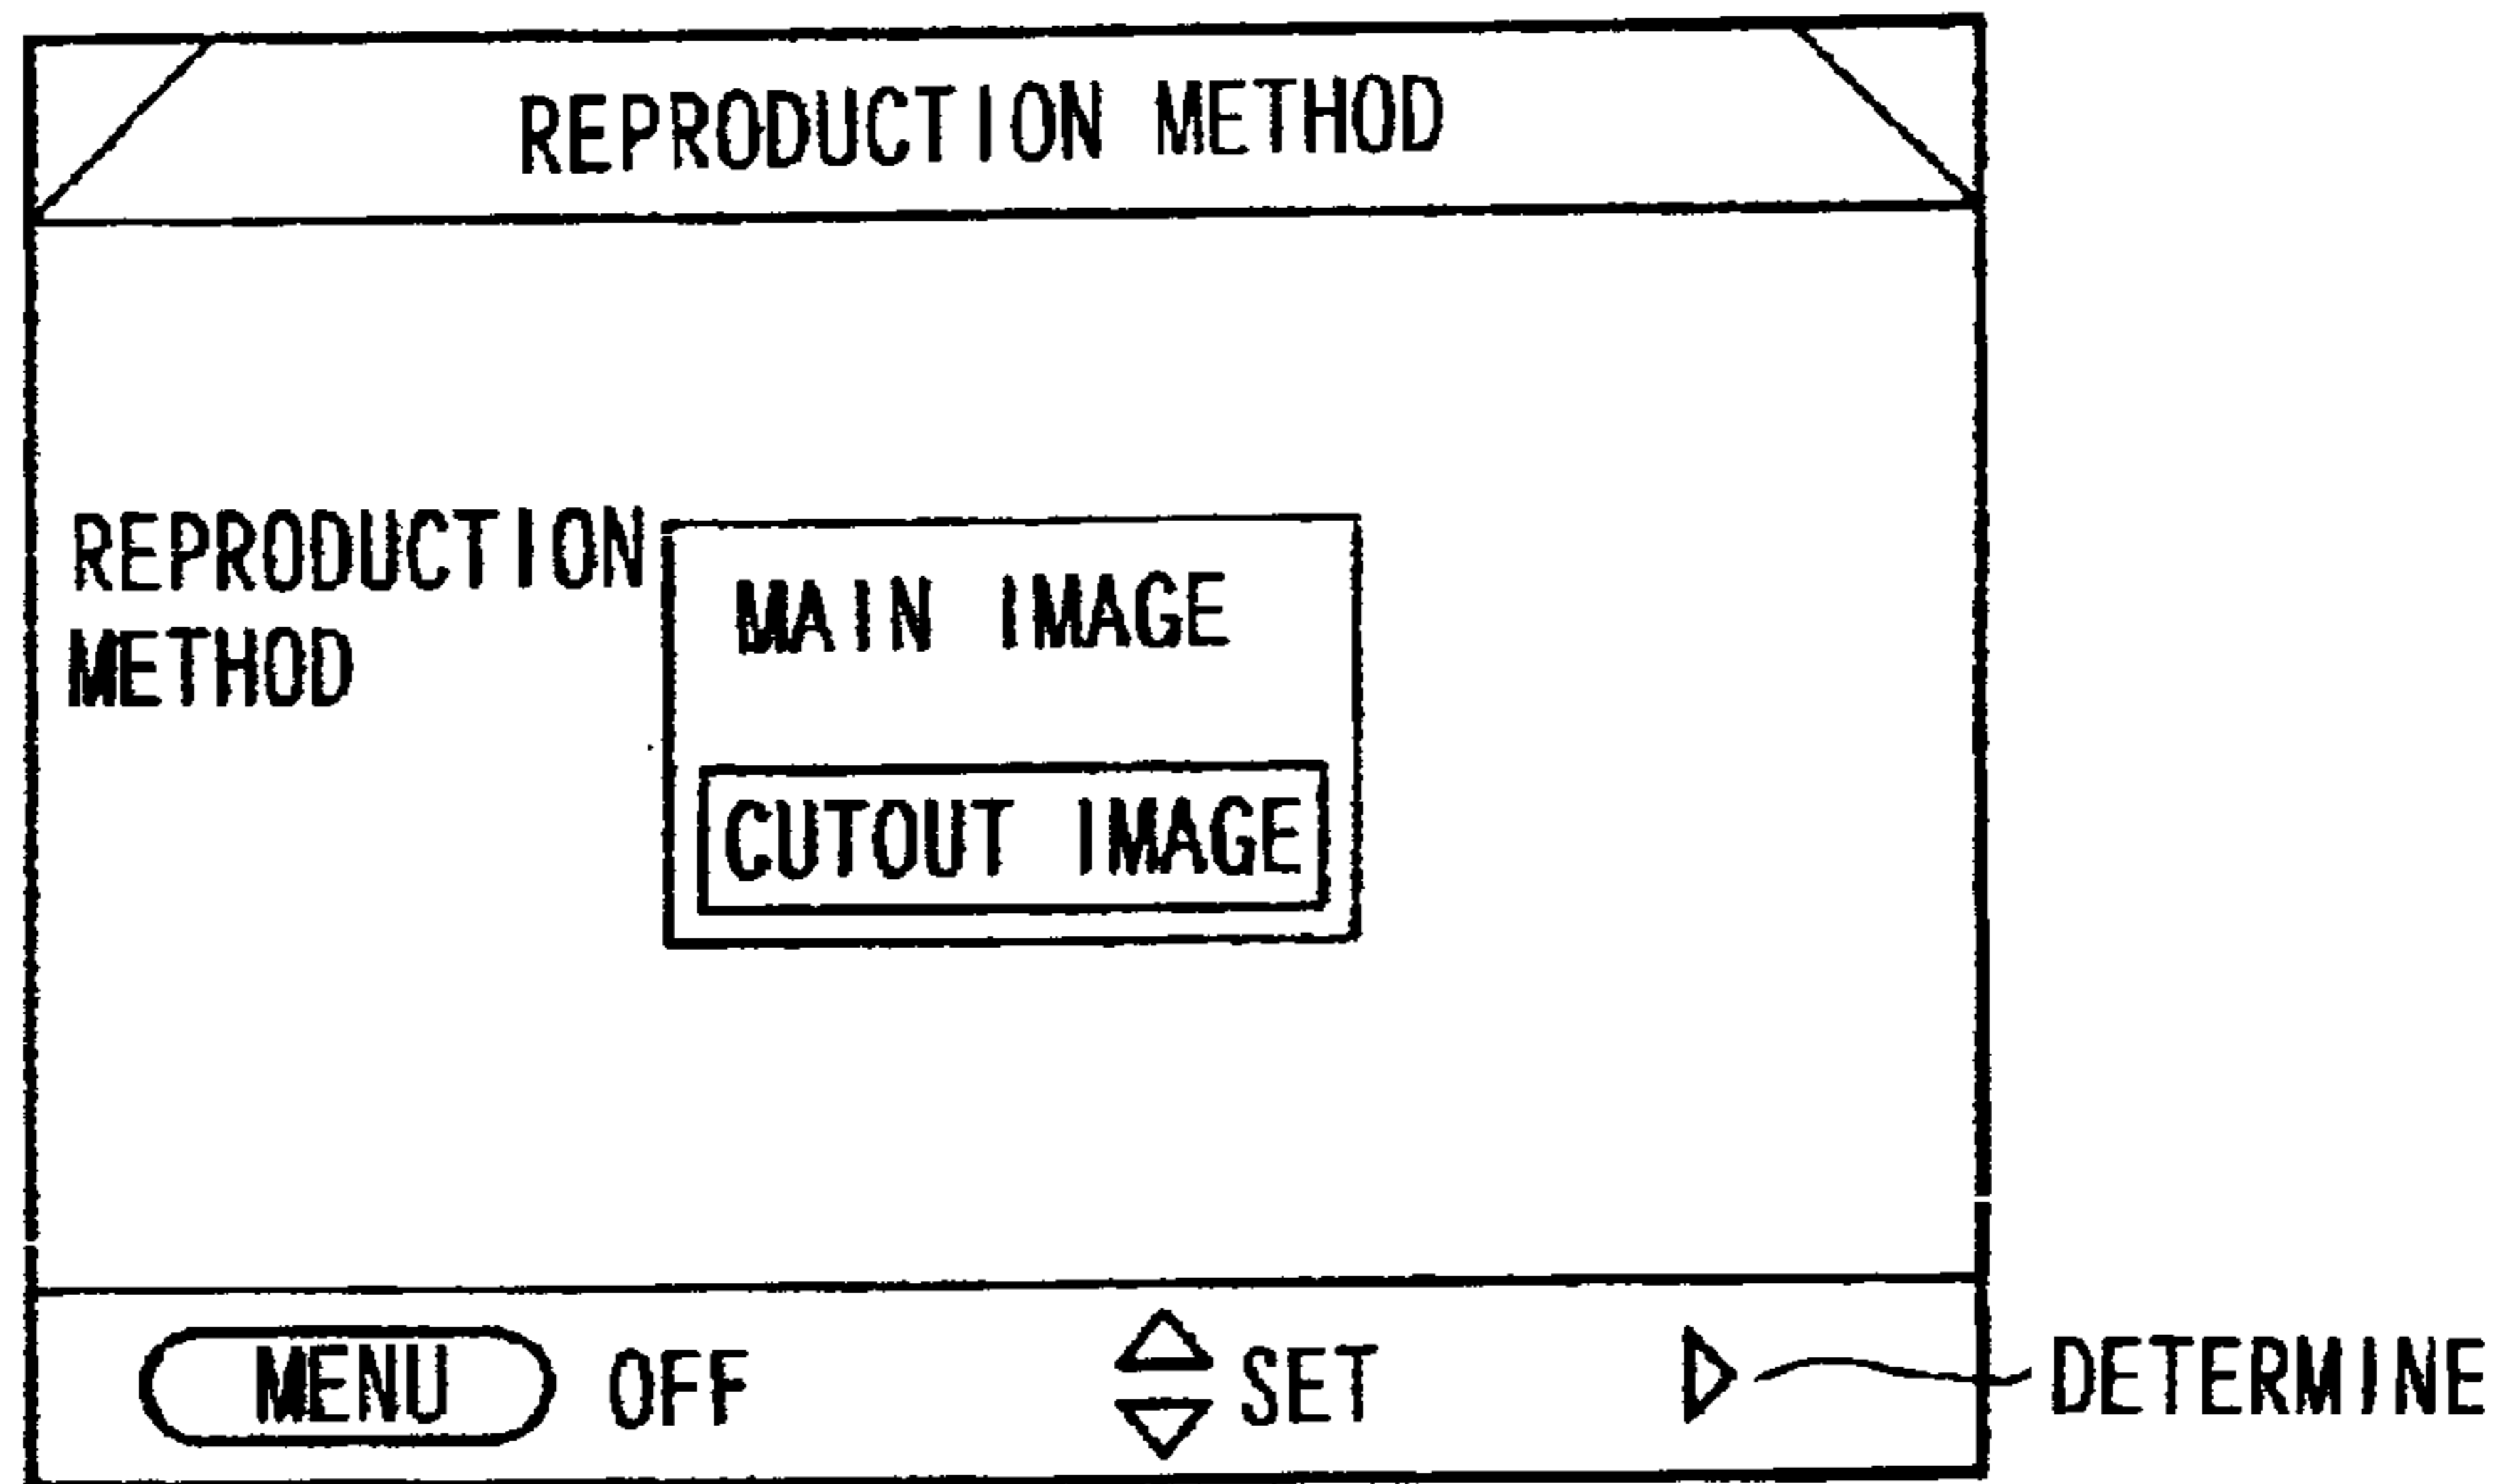 REPRODUCTION METHOD
REPRODUCTION
METHOD
MAIN IMAGE
CUTOUT IMAGE
MENU OFF SET DETERMINE